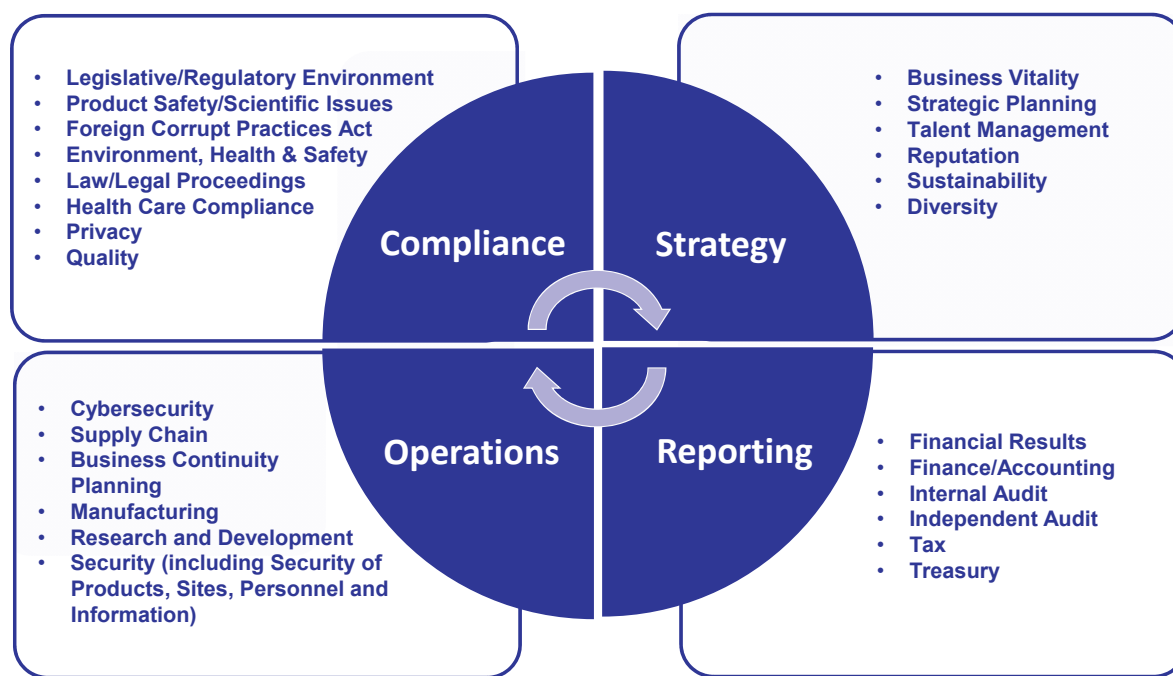 • Legislative/Regulatory Environment
• Product Safety/Scientific Issues
• Foreign Corrupt Practices Act
• Environment, Health & Safety
• Law/Legal Proceedings
• Health Care Compliance
• Privacy
• Quality
Compliance
Strategy
• Business Vitality
• Strategic Planning
• Talent Management
• Reputation
• Sustainability
• Diversity
• Cybersecurity
• Supply Chain
• Business Continuity
Planning
• Manufacturing
• Research and Development
• Security (including Security of
Products, Sites, Personnel and
Information)
Operations
Reporting
• Financial Results
• Finance/Accounting
• Internal Audit
• Independent Audit
• Tax
• Treasury